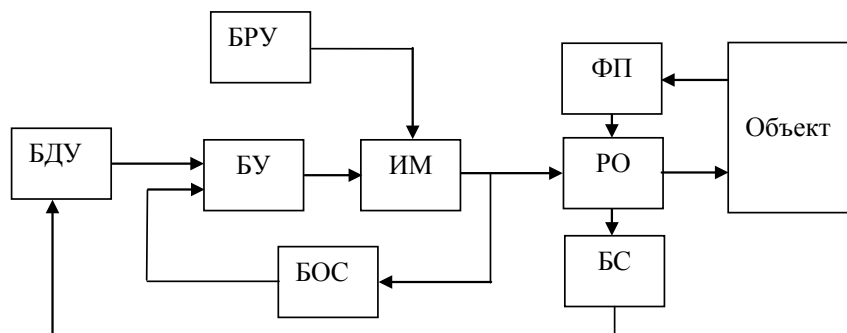 БРУ
ФП
Объект
БДУ
БУ
ИМ
РО
БОС
БС